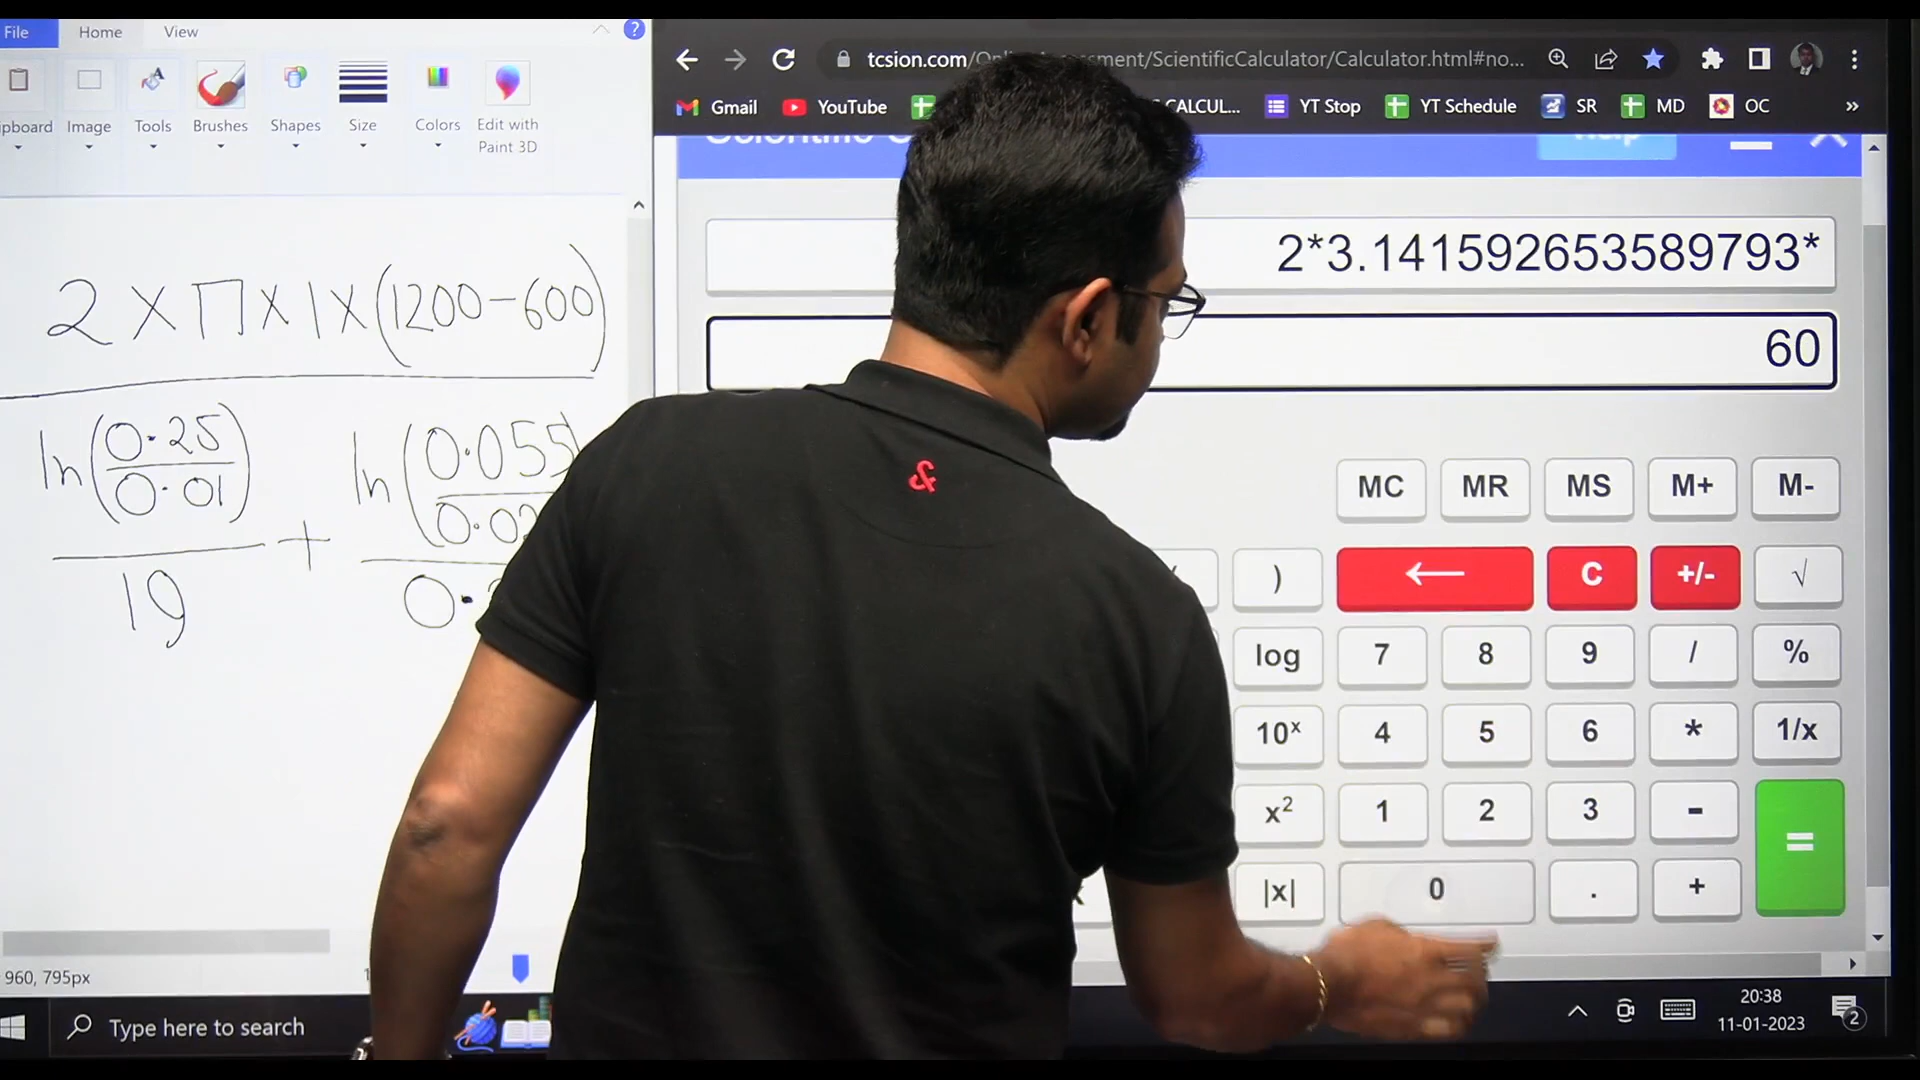 File Home View
Clipboard Image Tools Brushes Shapes Size Colors Edit with
Paint 3D
2 × π × 1 × (1200 − 600)
ln(0.25/0.01)
19
+
ln(0.055
0.
960, 795px
Type here to search
tcsion.com/
ment/ScientificCalculator/Calculator.html#no...
Gmail YouTube CALCUL... YT Stop YT Schedule SR MD OC »
Help
2*3.141592653589793*
60
MC MR MS M+ M-
) ← C +/- √
log 7 8 9 / %
10ˣ 4 5 6 * 1/x
x² 1 2 3 - =
|x| 0 . +
20:38
11-01-2023
2